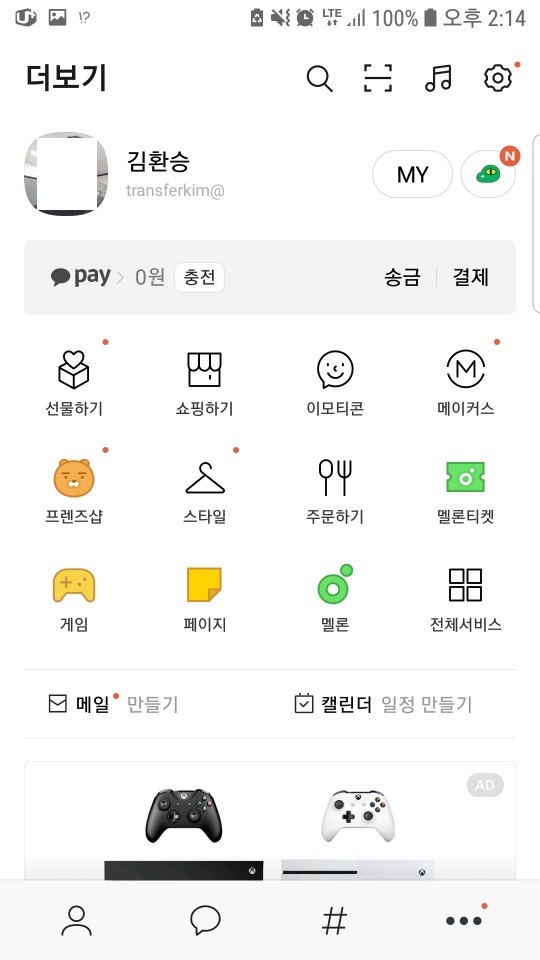 U+ !? LTE 100% 오후 2:14
더보기
김환승
transferkim@
MY
N
pay 0원 충전 송금 결제
선물하기 쇼핑하기 이모티콘 메이커스
프렌즈샵 스타일 주문하기 멜론티켓
게임 페이지 멜론 전체서비스
메일 만들기 캘린더 일정 만들기
AD